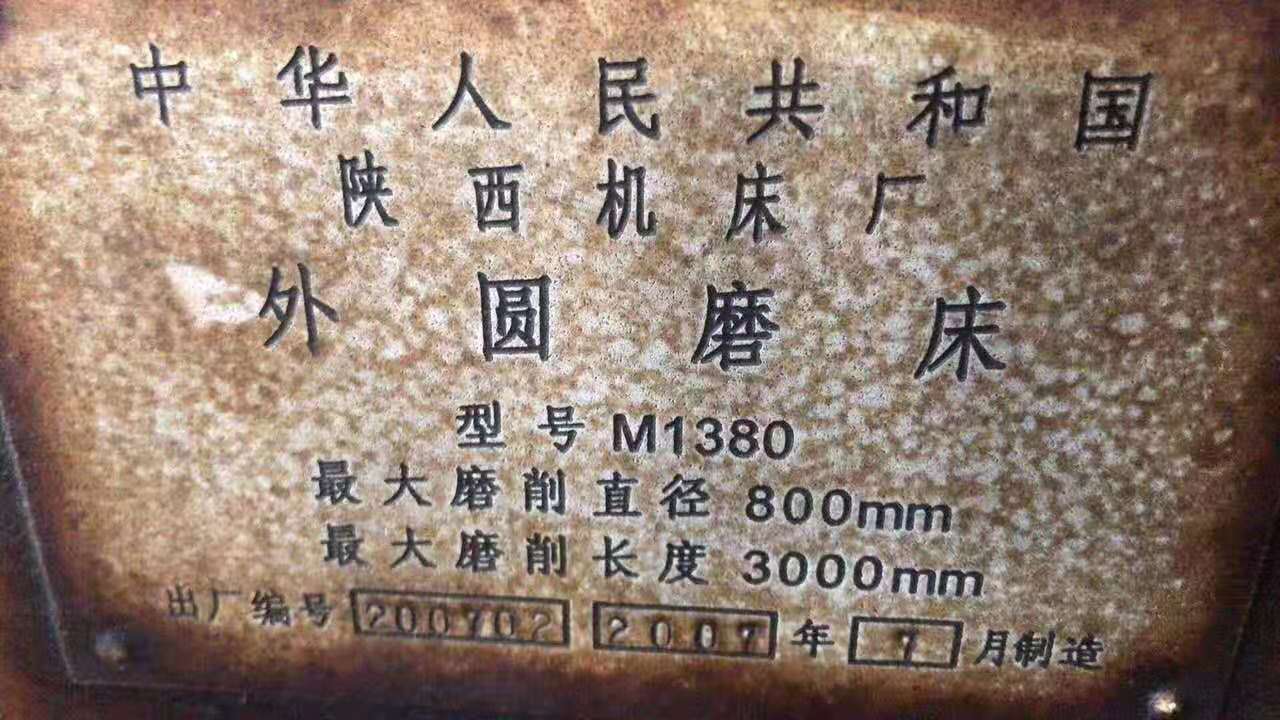 中华人民共和国
陕西机床厂
外圆磨床
型号 M1380
最大磨削直径 800mm
最大磨削长度 3000mm
出厂编号 200702 2007 年 7 月制造